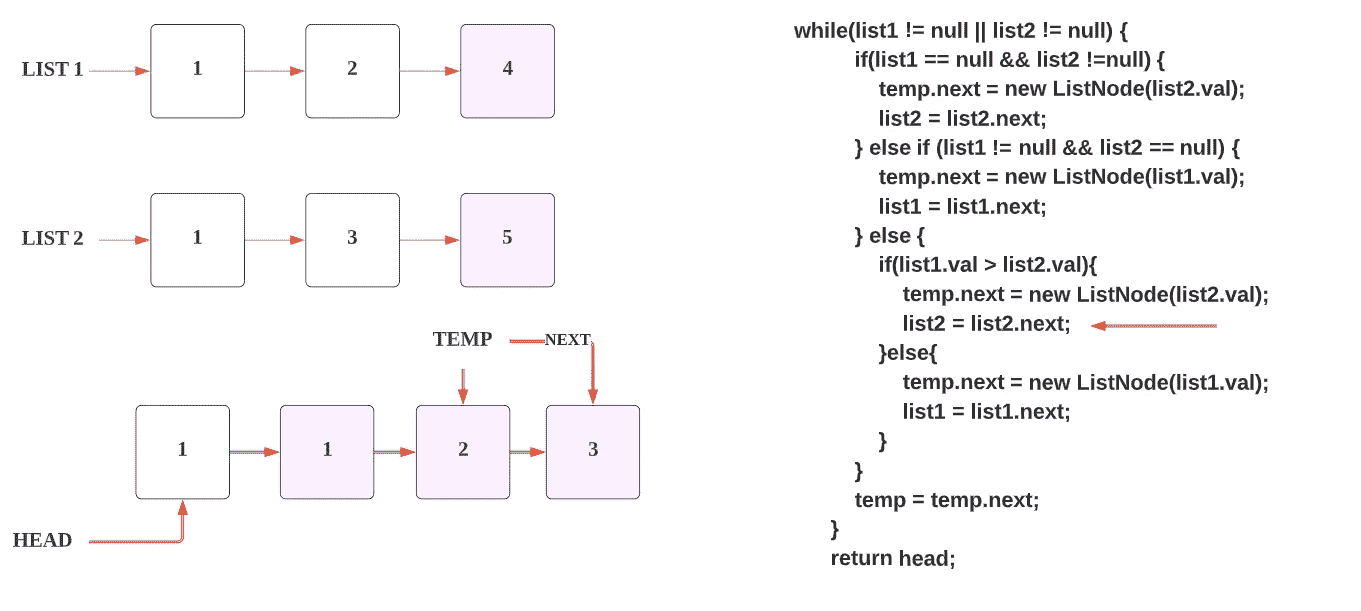 LIST 1 1 2 4
LIST 2 1 3 5
TEMP NEXT
1 1 2 3
HEAD
while(list1 != null || list2 != null) {
if(list1 == null && list2 !=null) {
temp.next = new ListNode(list2.val);
list2 = list2.next;
} else if (list1 != null && list2 == null) {
temp.next = new ListNode(list1.val);
list1 = list1.next;
} else {
if(list1.val > list2.val){
temp.next = new ListNode(list2.val);
list2 = list2.next;
}else{
temp.next = new ListNode(list1.val);
list1 = list1.next;
}
}
temp = temp.next;
}
return head;